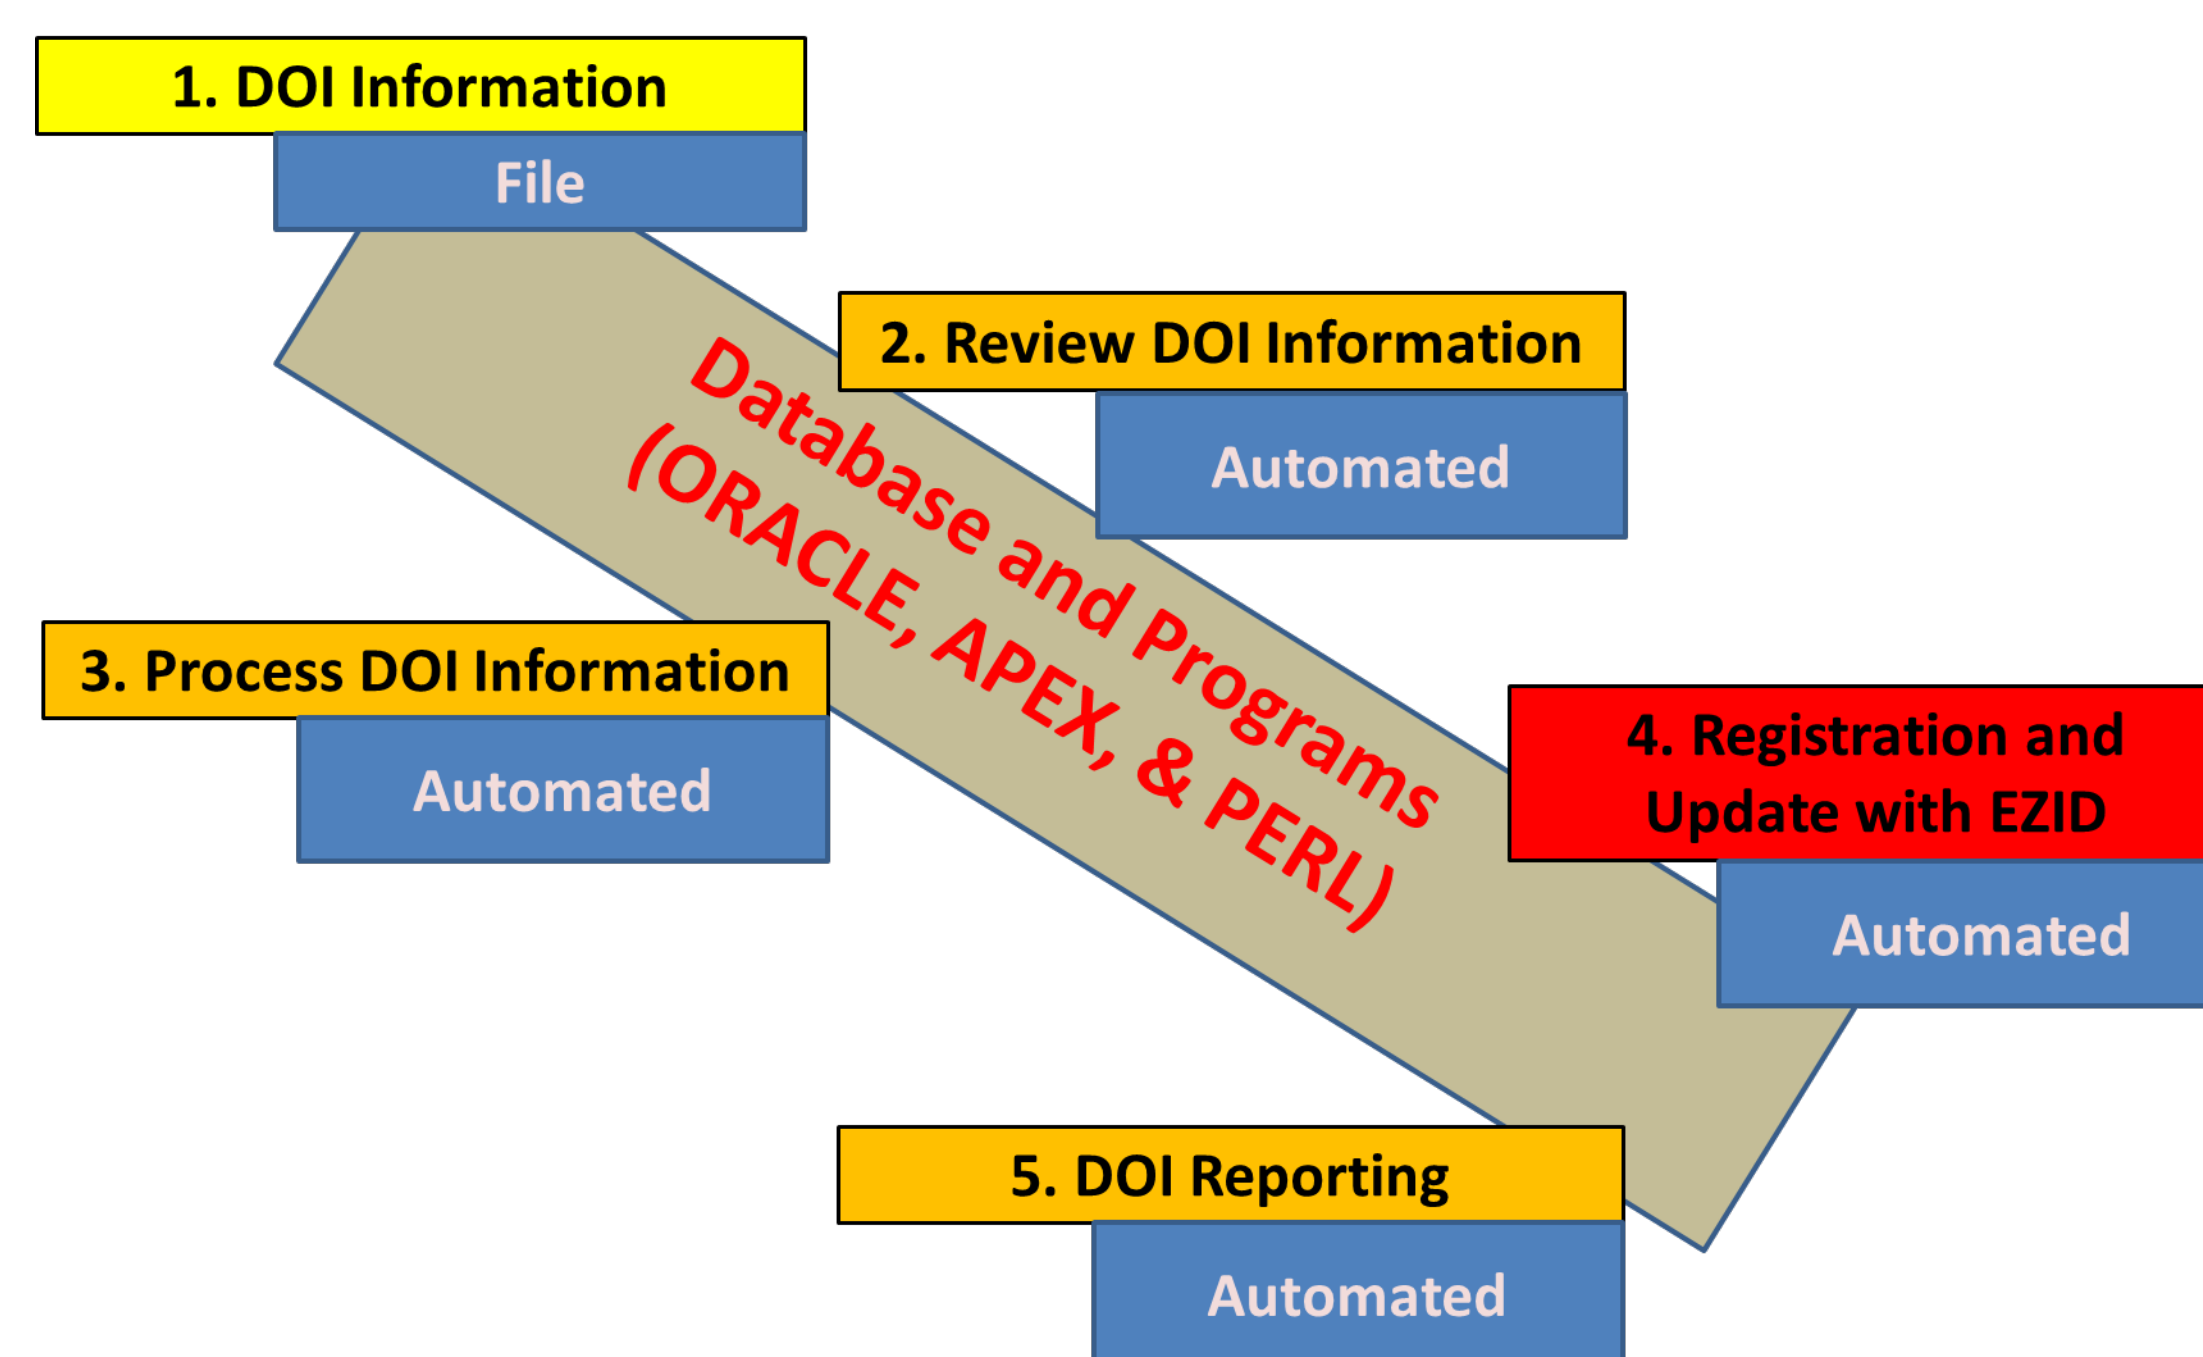 1. DOI Information
File
2. Review DOI Information
Automated
Database and Programs
(ORACLE, APEX, & PERL)
3. Process DOI Information
Automated
4. Registration and
Update with EZID
Automated
5. DOI Reporting
Automated